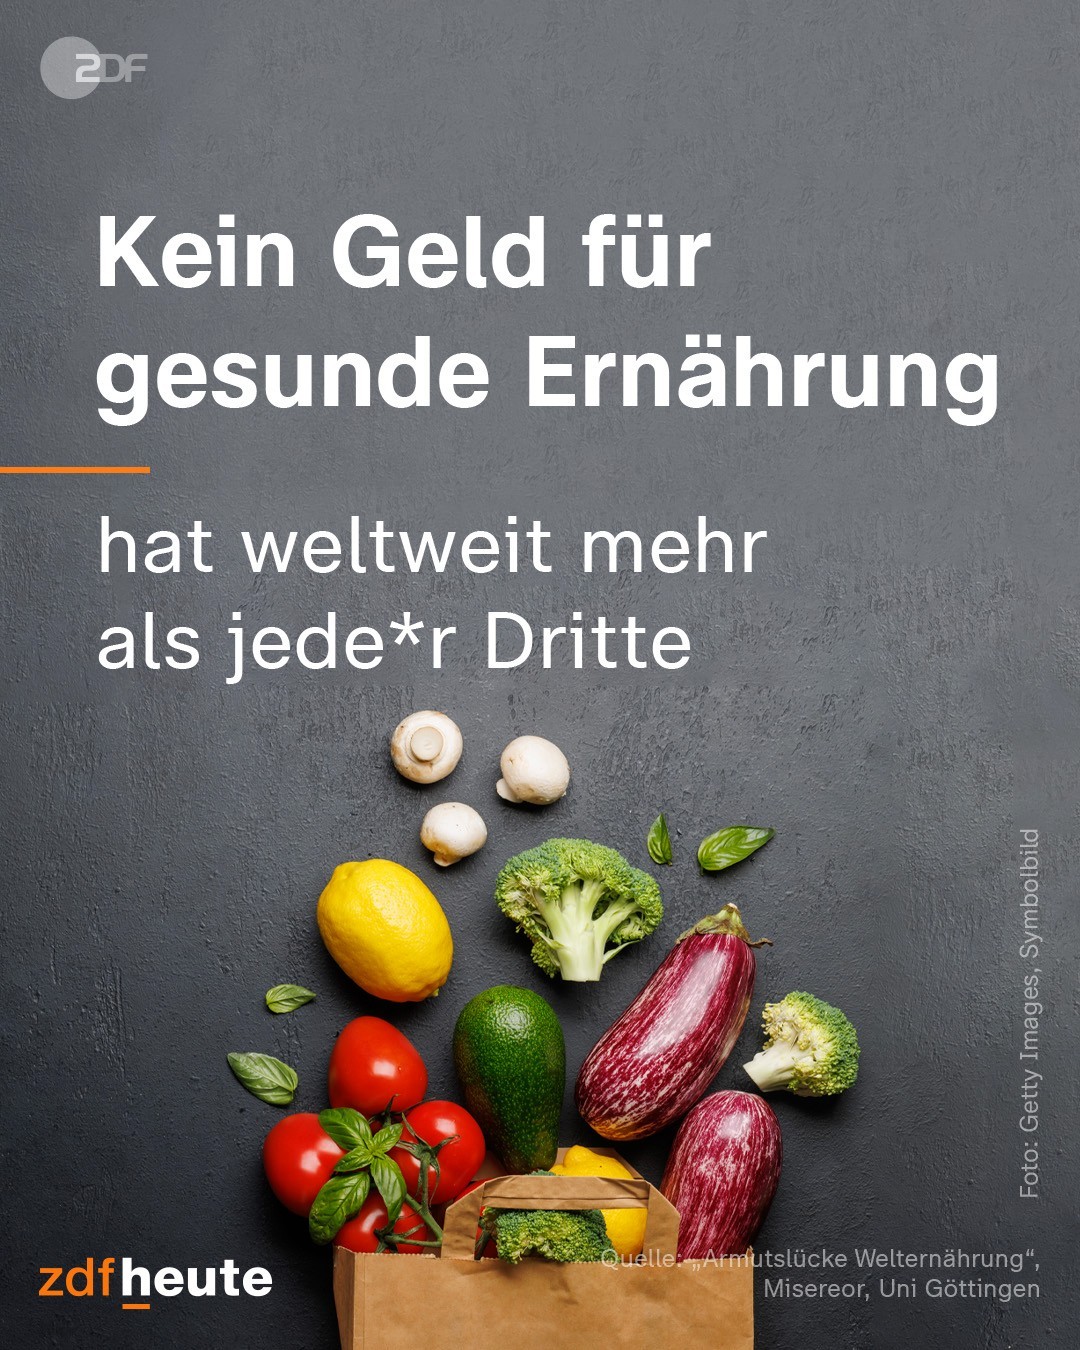 ZDF
Kein Geld für
gesunde Ernährung
hat weltweit mehr
als jede*r Dritte
Foto: Getty Images, Symbolbild
zdfheute
Quelle: „Armutslücke Welternährung“,
Misereor, Uni Göttingen